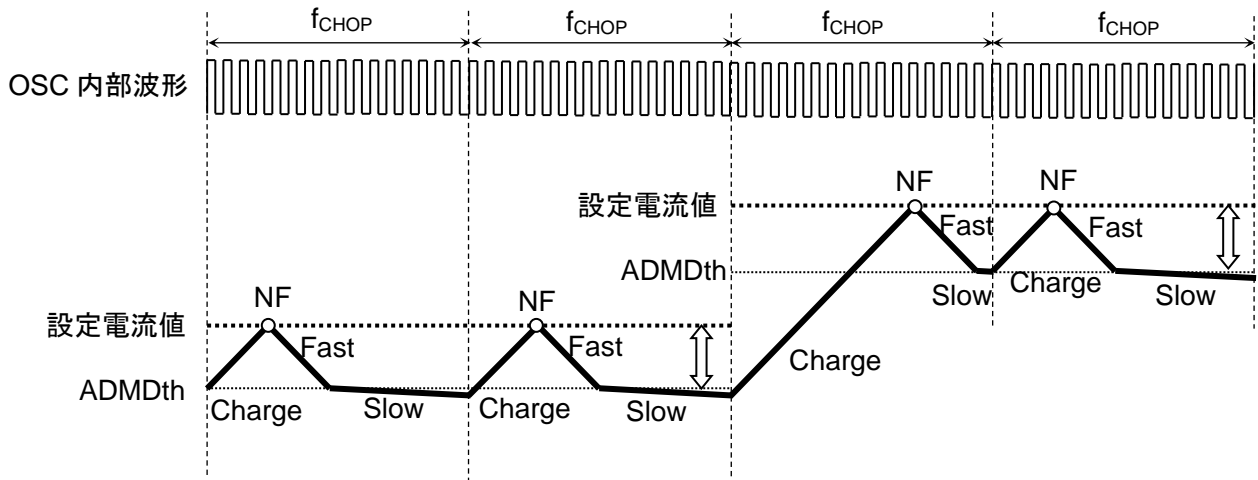 fCHOP fCHOP fCHOP fCHOP
OSC 内部波形
NF NF
設定電流値
Fast Fast
ADMDth
Slow Charge Slow
NF NF
設定電流値
Fast Fast
Charge
ADMDth
Charge Slow Charge Slow